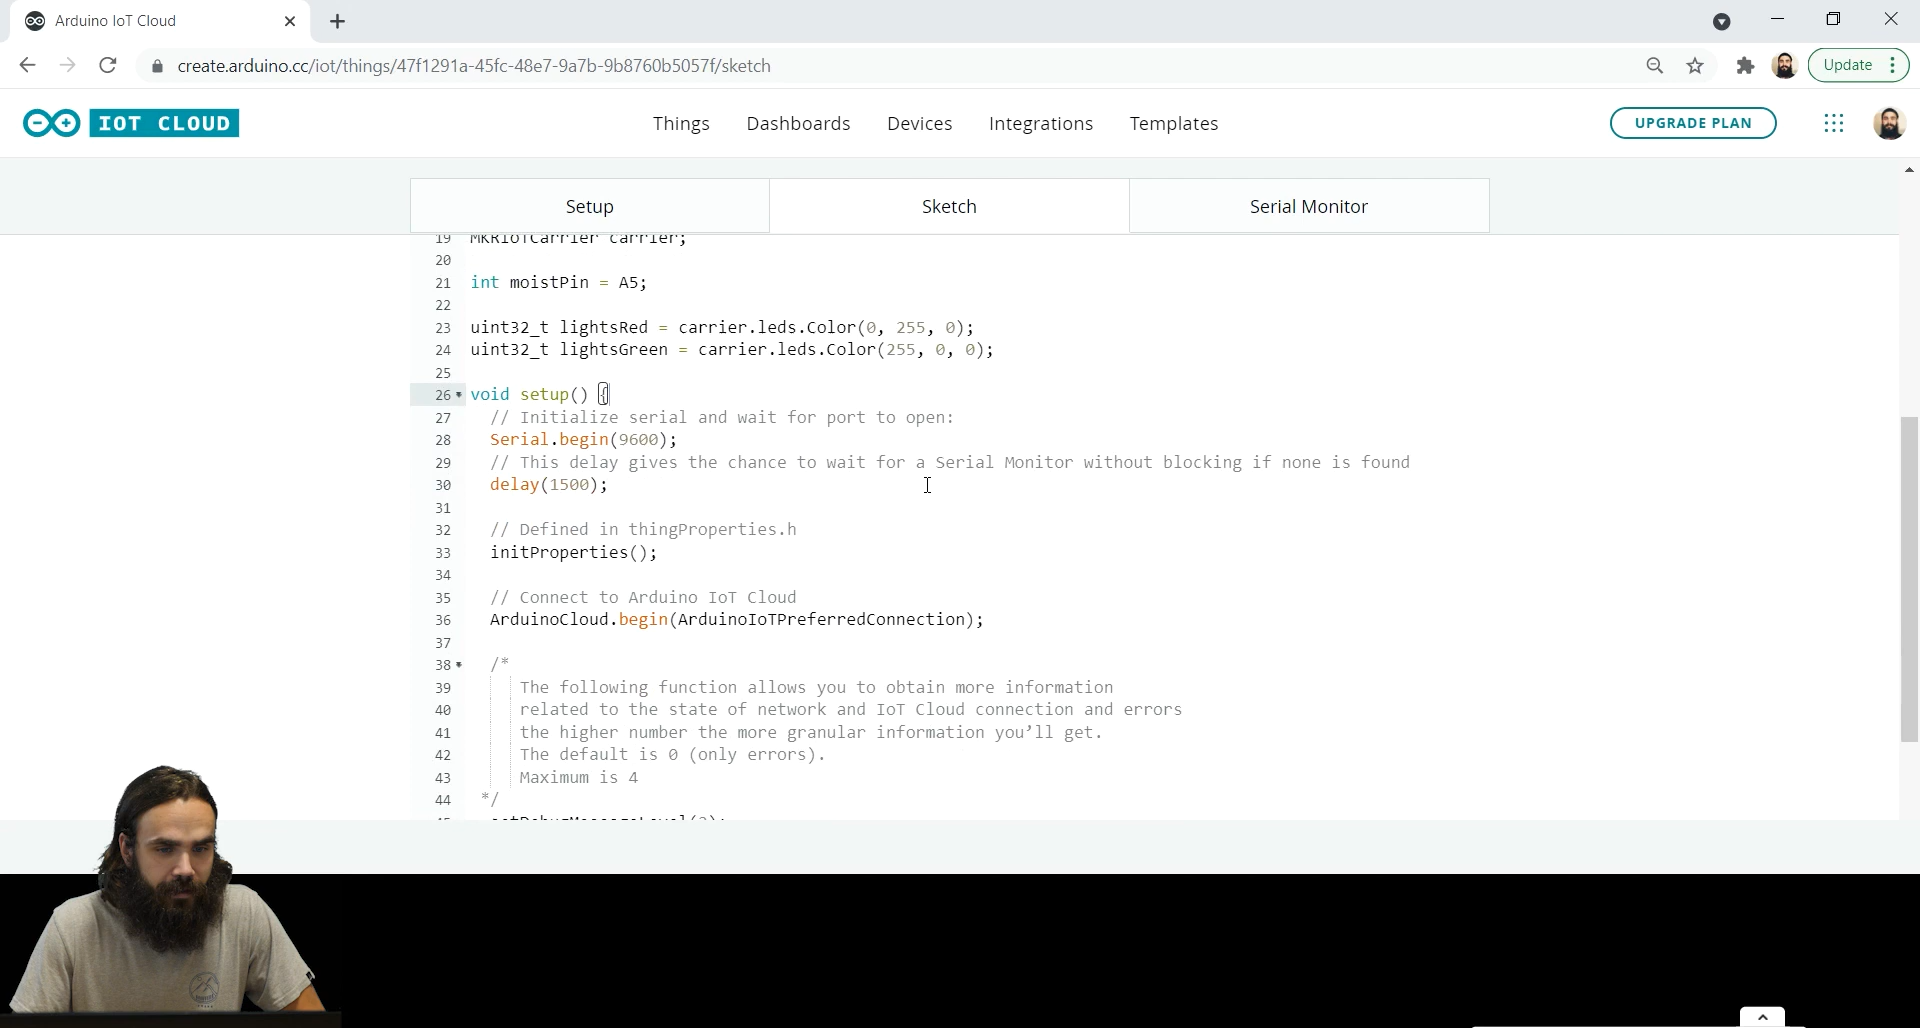 Arduino IoT Cloud
create.arduino.cc/iot/things/47f1291a-45fc-48e7-9a7b-9b8760b5057f/sketch
Update
IOT CLOUD
Things
Dashboards
Devices
Integrations
Templates
UPGRADE PLAN
Setup
Sketch
Serial Monitor
19 MKRIoTCarrier carrier;
20
21 int moistPin = A5;
22
23 uint32_t lightsRed = carrier.leds.Color(0, 255, 0);
24 uint32_t lightsGreen = carrier.leds.Color(255, 0, 0);
25
26 void setup() {
27 // Initialize serial and wait for port to open:
28 Serial.begin(9600);
29 // This delay gives the chance to wait for a Serial Monitor without blocking if none is found
30 delay(1500);
31
32 // Defined in thingProperties.h
33 initProperties();
34
35 // Connect to Arduino IoT Cloud
36 ArduinoCloud.begin(ArduinoIoTPreferredConnection);
37
38 /*
39 The following function allows you to obtain more information
40 related to the state of network and IoT Cloud connection and errors
41 the higher number the more granular information you’ll get.
42 The default is 0 (only errors).
43 Maximum is 4
44 */